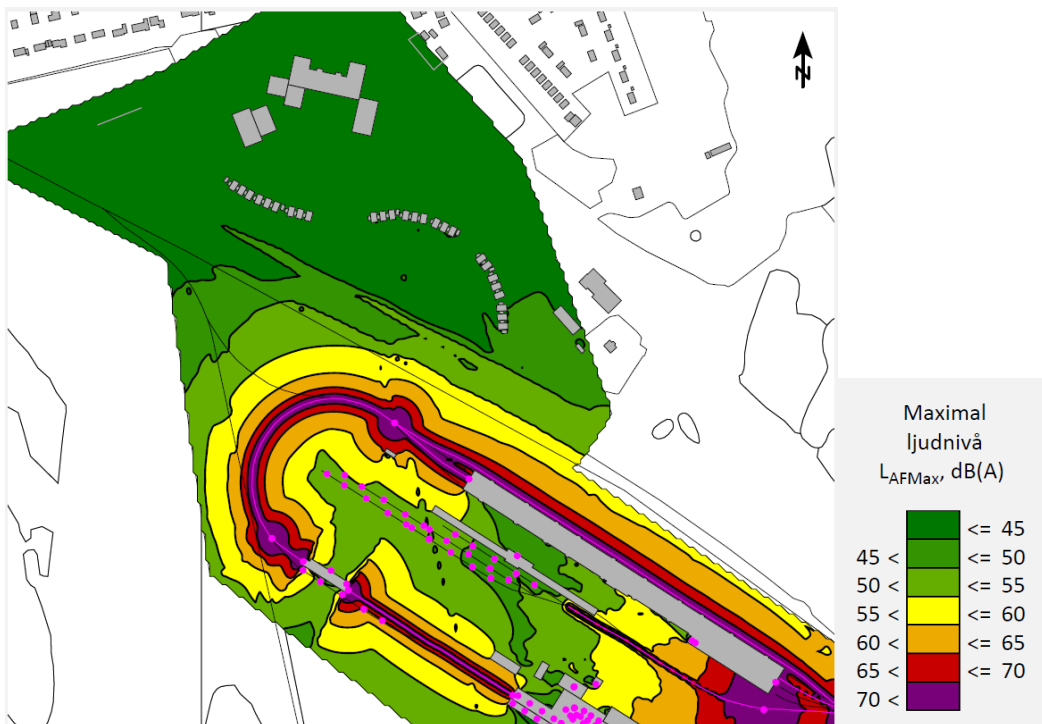 N
Maximal
ljudnivå
LAFMax, dB(A)
<= 45
45 < <= 50
50 < <= 55
55 < <= 60
60 < <= 65
65 < <= 70
70 <